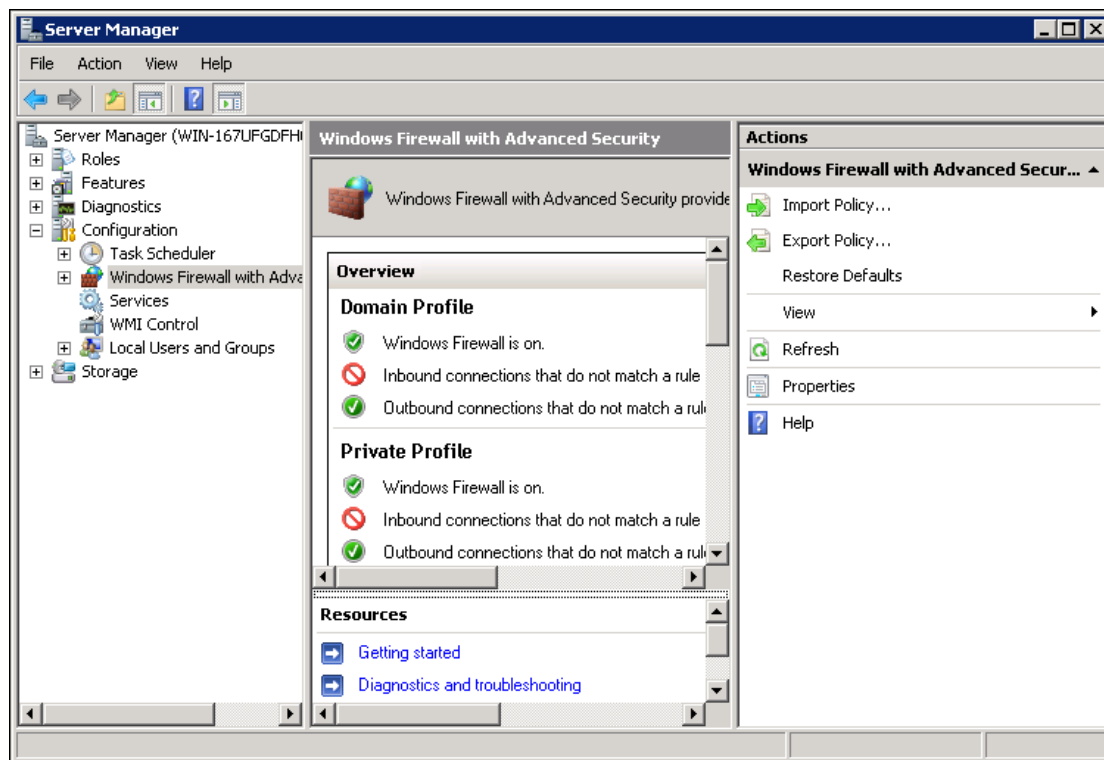 Server Manager
File Action View Help
Server Manager (WIN-167UFGDFH
Roles
Features
Diagnostics
Configuration
Task Scheduler
Windows Firewall with Adva
Services
WMI Control
Local Users and Groups
Storage
Windows Firewall with Advanced Security
Windows Firewall with Advanced Security provide
Overview
Domain Profile
Windows Firewall is on.
Inbound connections that do not match a rule
Outbound connections that do not match a rul
Private Profile
Windows Firewall is on.
Inbound connections that do not match a rule
Outbound connections that do not match a rul
Resources
Getting started
Diagnostics and troubleshooting
Actions
Windows Firewall with Advanced Secur...
Import Policy...
Export Policy...
Restore Defaults
View
Refresh
Properties
Help